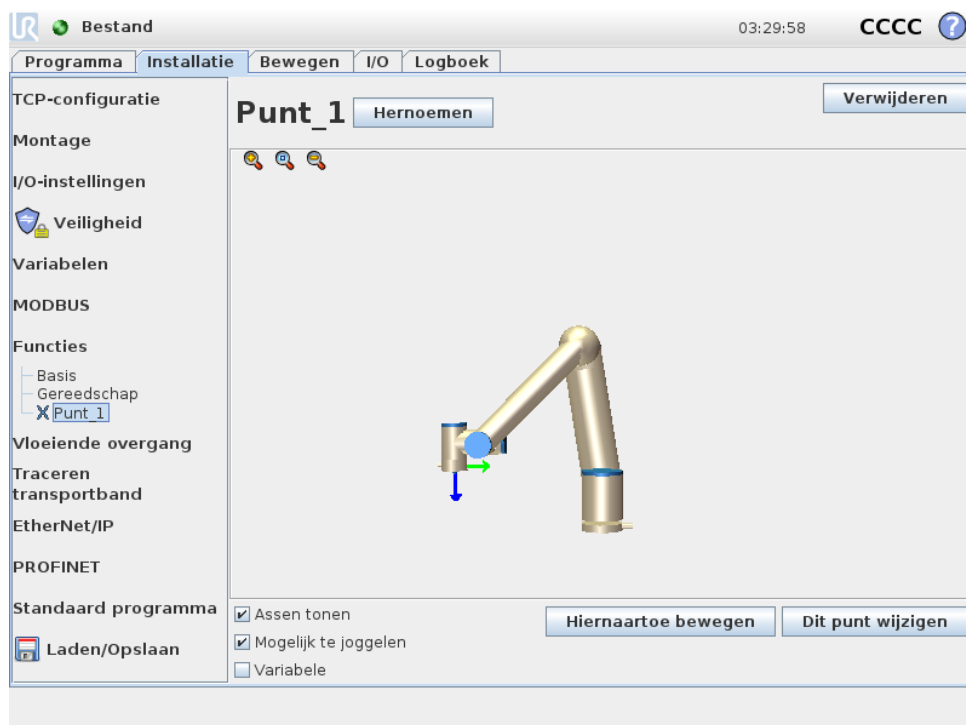 UR Bestand 03:29:58 CCCC ?
Programma Installatie Bewegen I/O Logboek
TCP-configuratie
Montage
I/O-instellingen
Veiligheid
Variabelen
MODBUS
Functies
Basis
Gereedschap
Punt_1
Vloeiende overgang
Traceren
transportband
EtherNet/IP
PROFINET
Standaard programma
Laden/Opslaan
Punt_1 Hernoemen Verwijderen
Assen tonen
Mogelijk te joggelen
Variabele
Hiernaartoe bewegen Dit punt wijzigen